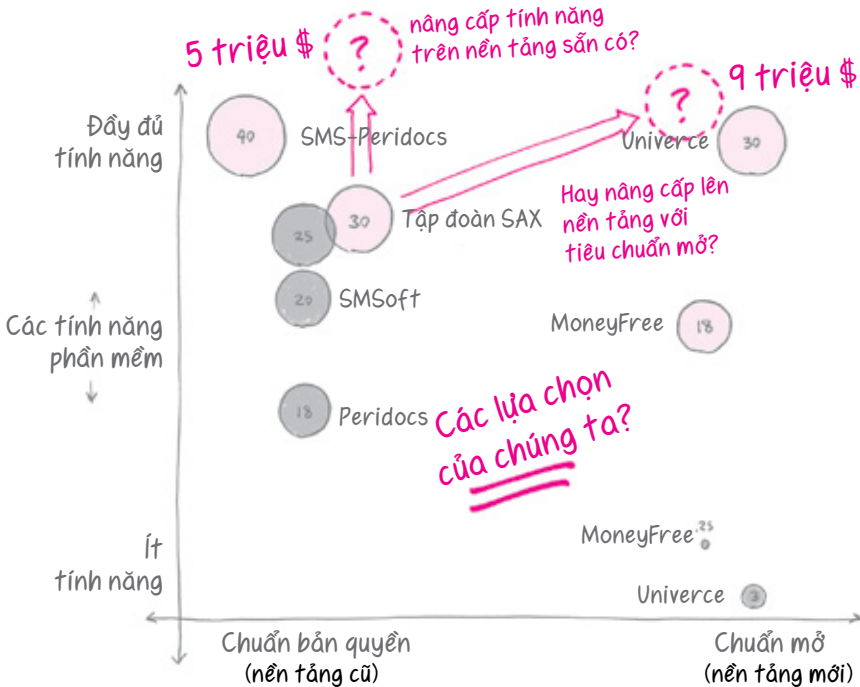 5 triệu $
?
nâng cấp tính năng
trên nền tảng sẵn có?
9 triệu $
?
Đầy đủ
tính năng
40
SMS-Peridocs
Univerce
30
25
30
Tập đoàn SAX
Hay nâng cấp lên
nền tảng với
tiêu chuẩn mở?
20
SMSoft
Các tính năng
phần mềm
MoneyFree
18
18
Peridocs
Các lựa chọn
của chúng ta?
Ít
tính năng
MoneyFree
.25
Univerce
3
Chuẩn bản quyền
(nền tảng cũ)
Chuẩn mở
(nền tảng mới)